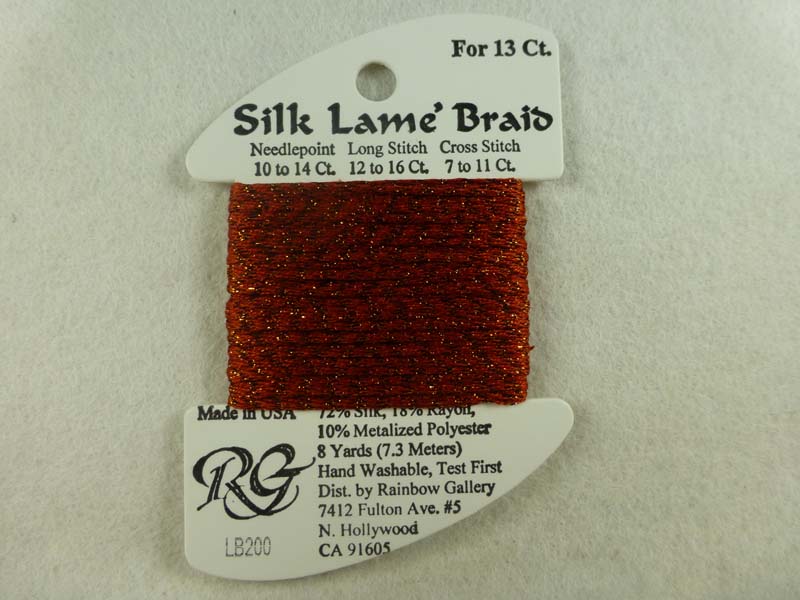 For 13 Ct.
Silk Lame' Braid
Needlepoint Long Stitch Cross Stitch
10 to 14 Ct. 12 to 16 Ct. 7 to 11 Ct.
Made in USA
72% Silk, 18% Rayon,
10% Metalized Polyester
8 Yards (7.3 Meters)
Hand Washable, Test First
Dist. by Rainbow Gallery
7412 Fulton Ave. #5
N. Hollywood
CA 91605
RG
LB200